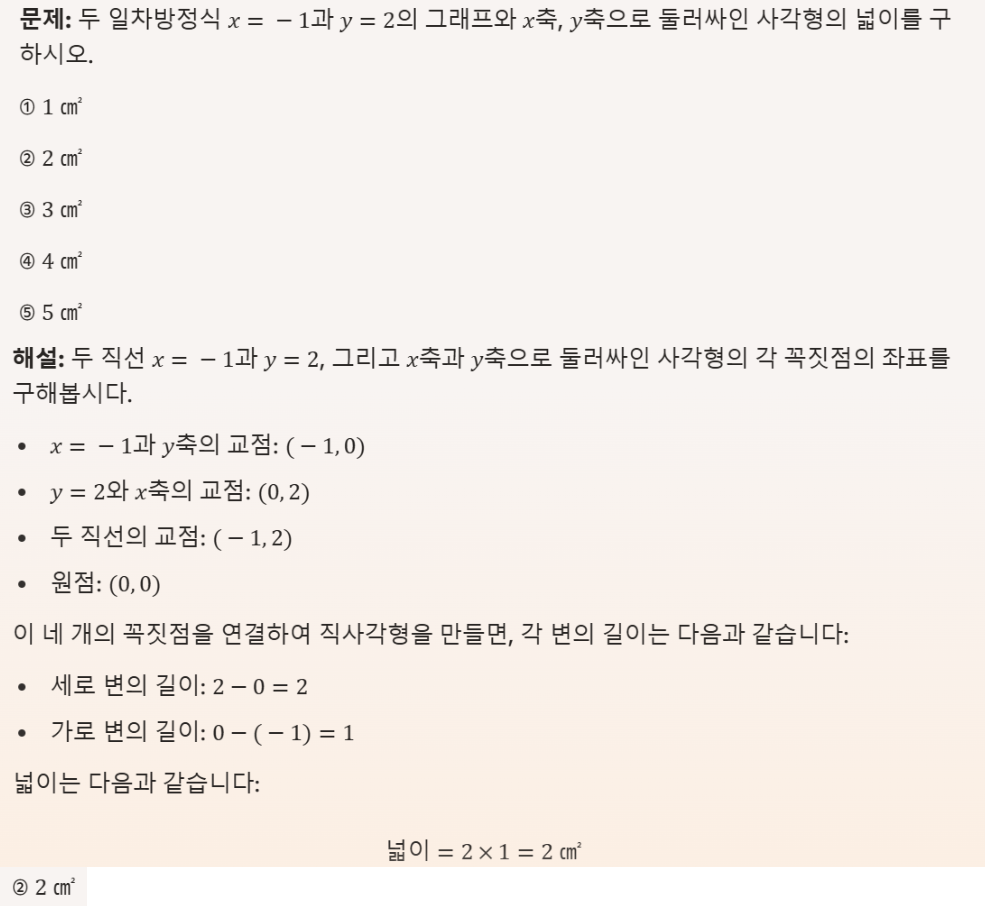 문제: 두 일차방정식 x = −1과 y = 2의 그래프와 x축, y축으로 둘러싸인 사각형의 넓이를 구
하시오.
① 1 ㎠
② 2 ㎠
③ 3 ㎠
④ 4 ㎠
⑤ 5 ㎠
해설: 두 직선 x = −1과 y = 2, 그리고 x축과 y축으로 둘러싸인 사각형의 각 꼭짓점의 좌표를
구해봅시다.
• x = −1과 y축의 교점: (−1, 0)
• y = 2와 x축의 교점: (0, 2)
• 두 직선의 교점: (−1, 2)
• 원점: (0, 0)
이 네 개의 꼭짓점을 연결하여 직사각형을 만들면, 각 변의 길이는 다음과 같습니다:
• 세로 변의 길이: 2 − 0 = 2
• 가로 변의 길이: 0 − (−1) = 1
넓이는 다음과 같습니다:
넓이 = 2 × 1 = 2 ㎠
② 2 ㎠